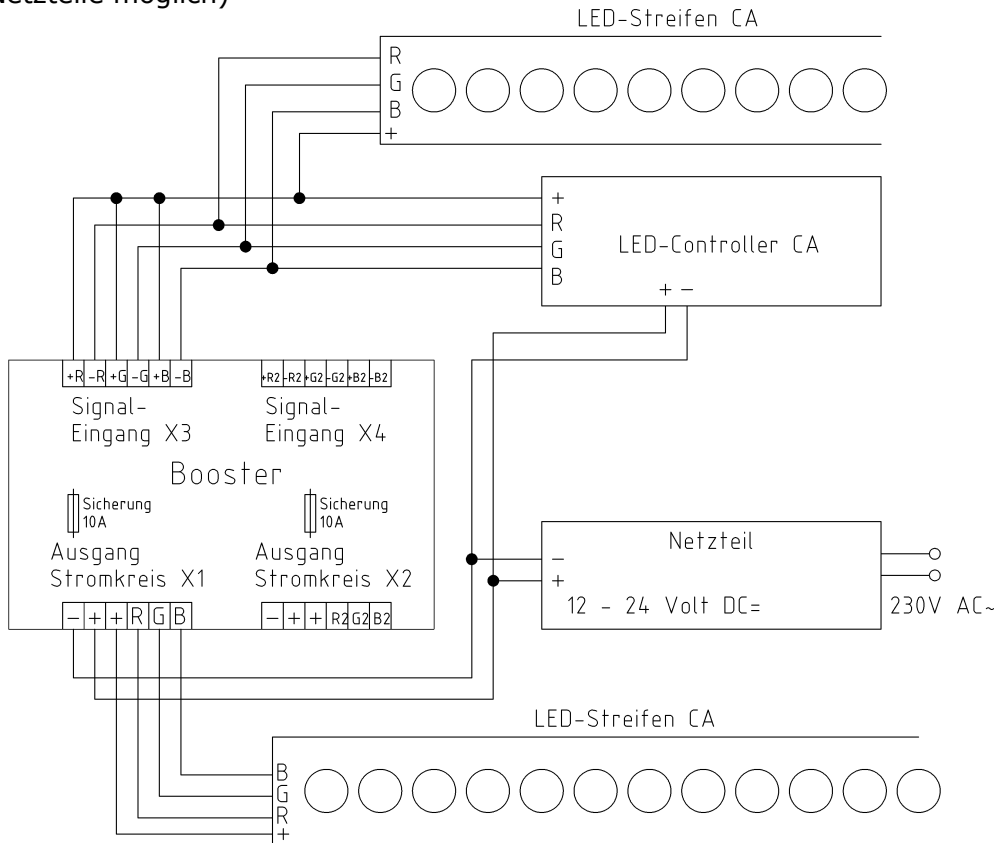 Netzteile möglich)
LED-Streifen CA
R
G
B
+
+
R
G
B
LED-Controller CA
+ −
+R -R +G -G +B -B
+R2 -R2 +G2 -G2 +B2 -B2
Signal-
Eingang X3
Signal-
Eingang X4
Booster
Sicherung
10A
Sicherung
10A
Ausgang
Stromkreis X1
Ausgang
Stromkreis X2
− + + R G B
− + + R2 G2 B2
Netzteil
−
+
12 - 24 Volt DC=
230V AC~
LED-Streifen CA
B
G
R
+